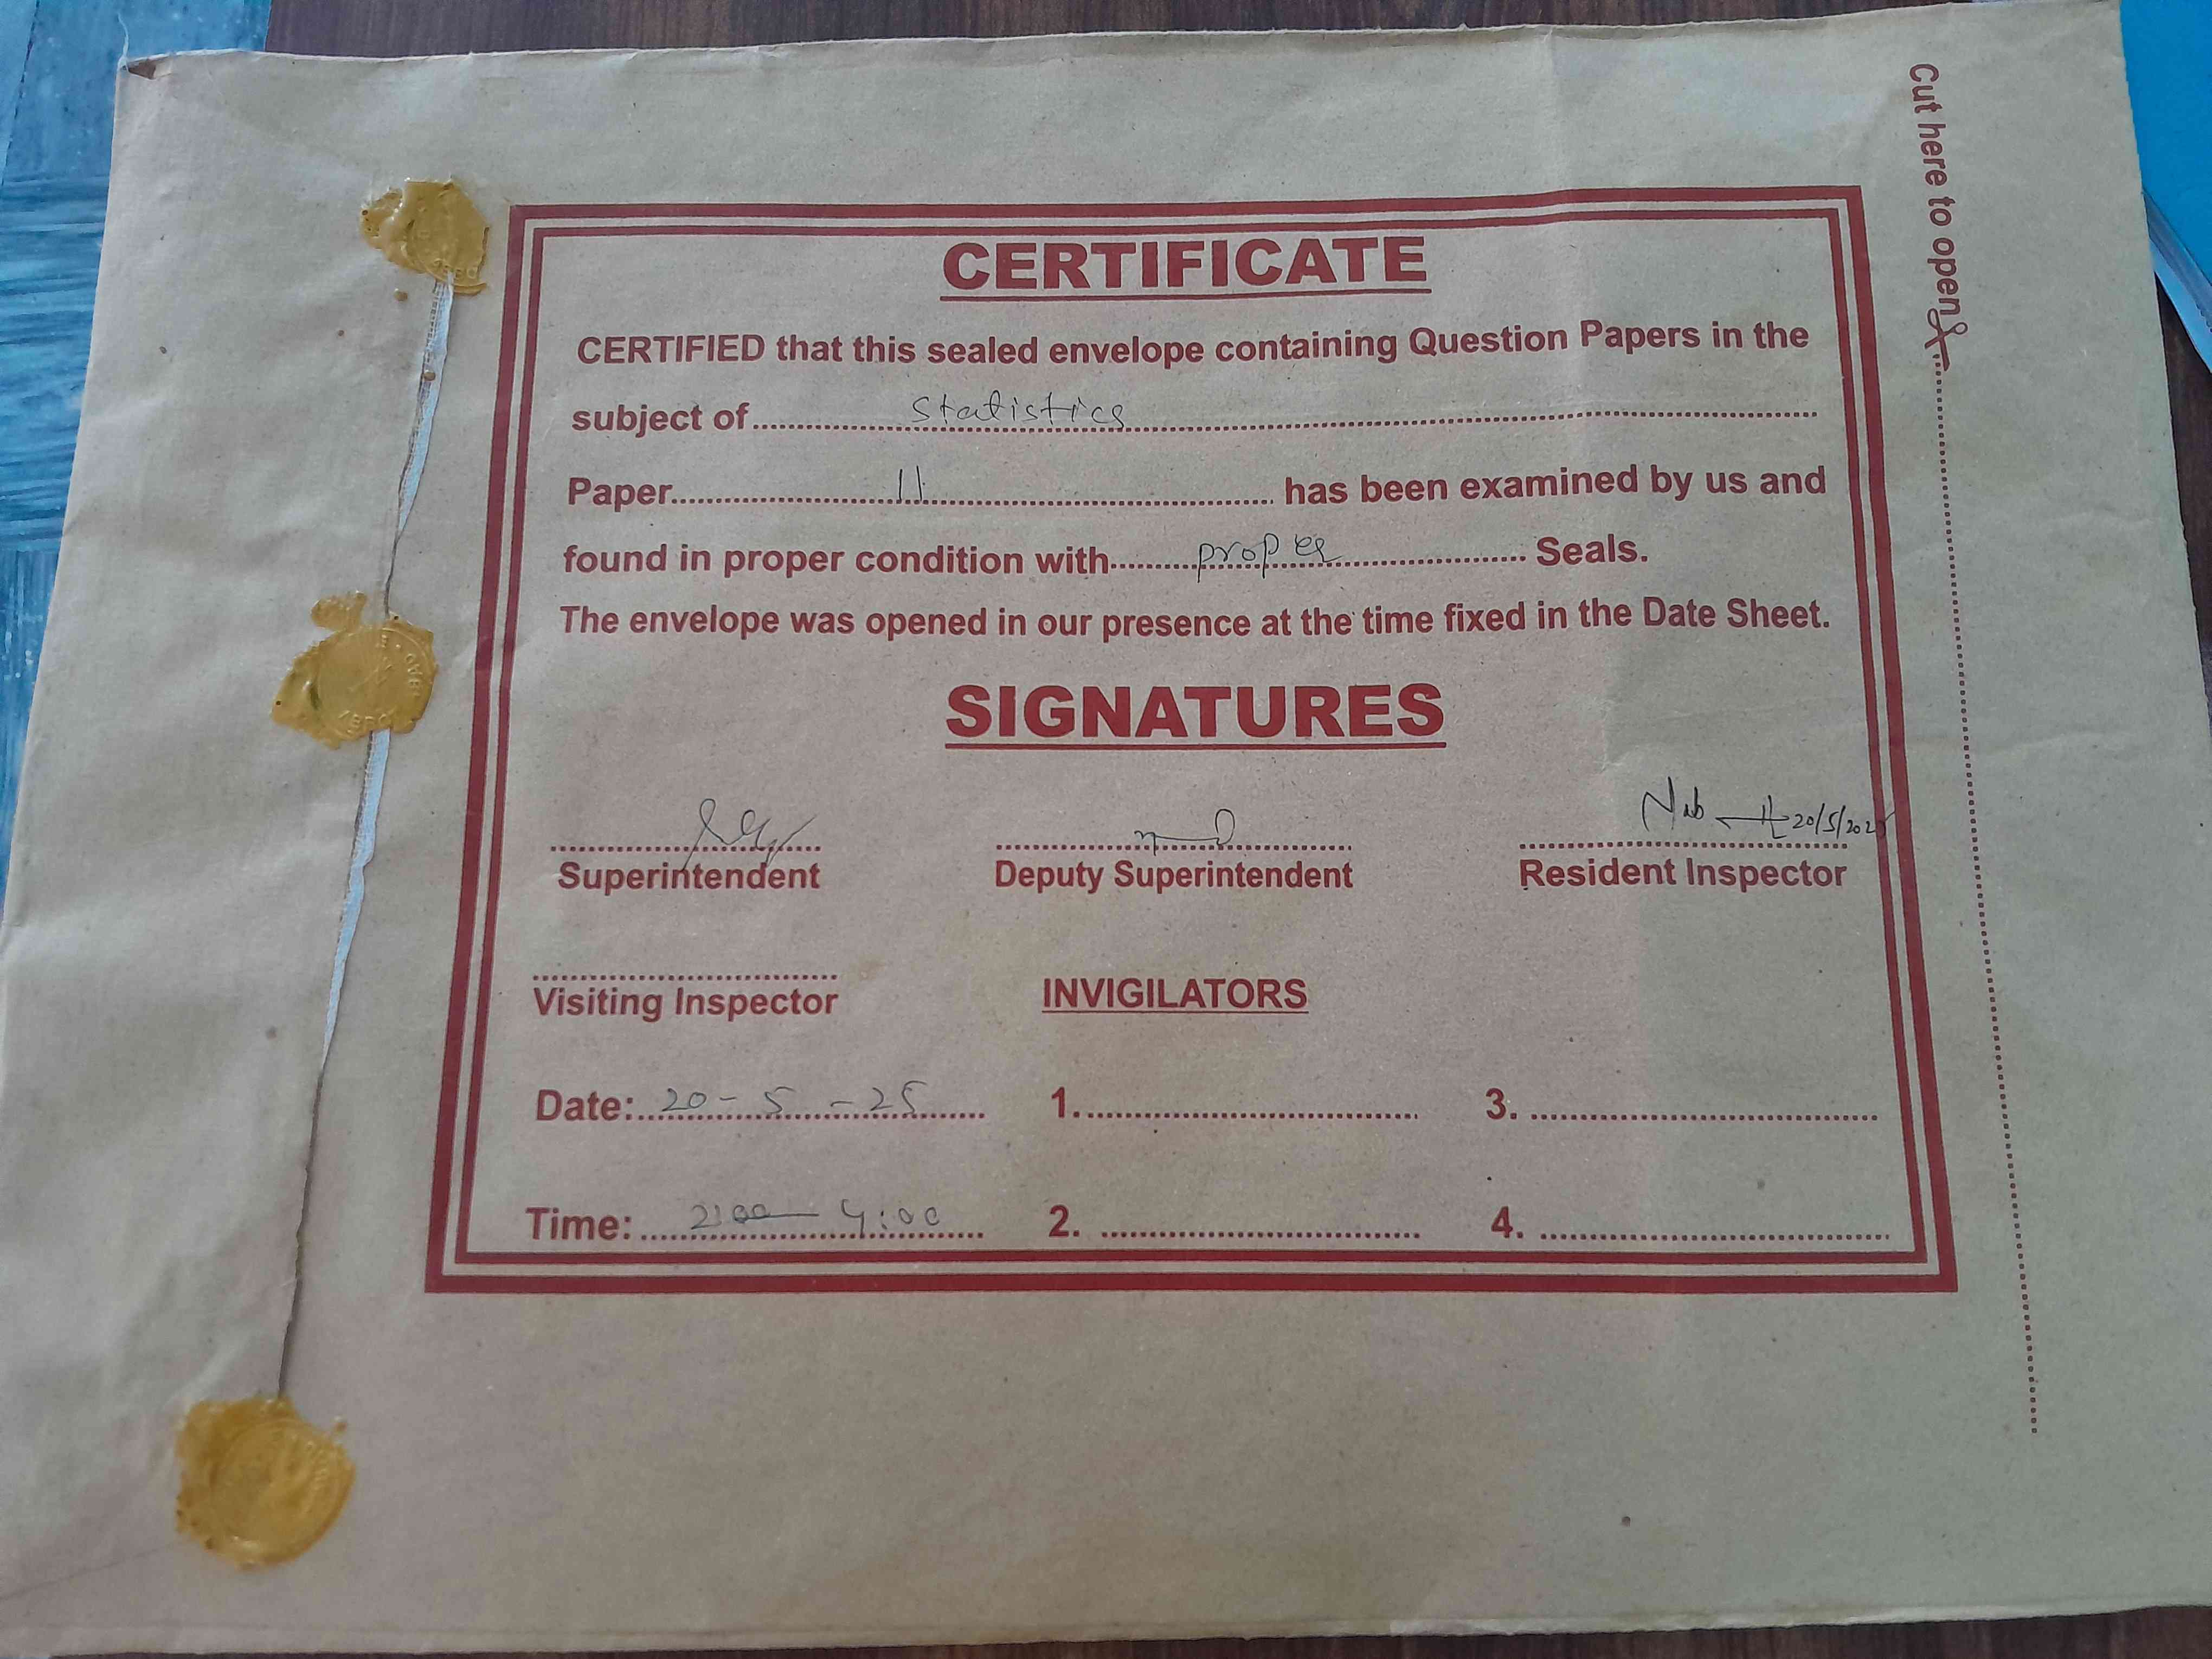 Cut here to open
CERTIFICATE
CERTIFIED that this sealed envelope containing Question Papers in the
subject of statistics
Paper 11 has been examined by us and
found in proper condition with proper Seals.
The envelope was opened in our presence at the time fixed in the Date Sheet.
SIGNATURES
20/5/2025
Superintendent Deputy Superintendent Resident Inspector
Visiting Inspector INVIGILATORS
Date: 20-5-25 1. 3.
Time: 2:00-4:00 2. 4.